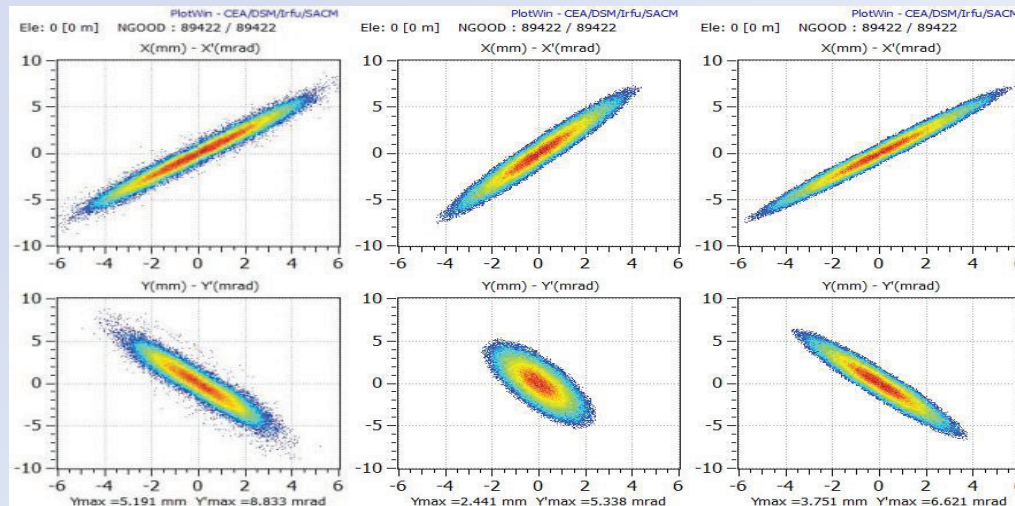 PlotWin - CEA/DSM/Irfu/SACM
Ele: 0 [0 m] NGOOD : 89422 / 89422
X(mm) - X'(mrad)
10
5
0
-5
-10
-6 -4 -2 0 2 4 6
Y(mm) - Y'(mrad)
10
5
0
-5
-10
-6 -4 -2 0 2 4 6
Ymax =5.191 mm Y'max =8.833 mrad
PlotWin - CEA/DSM/Irfu/SACM
Ele: 0 [0 m] NGOOD : 89422 / 89422
X(mm) - X'(mrad)
10
5
0
-5
-10
-6 -4 -2 0 2 4 6
Y(mm) - Y'(mrad)
10
5
0
-5
-10
-6 -4 -2 0 2 4 6
Ymax =2.441 mm Y'max =5.338 mrad
PlotWin - CEA/DSM/Irfu/SACM
Ele: 0 [0 m] NGOOD : 89422 / 89422
X(mm) - X'(mrad)
10
5
0
-5
-10
-6 -4 -2 0 2 4 6
Y(mm) - Y'(mrad)
10
5
0
-5
-10
-6 -4 -2 0 2 4 6
Ymax =3.751 mm Y'max =6.621 mrad